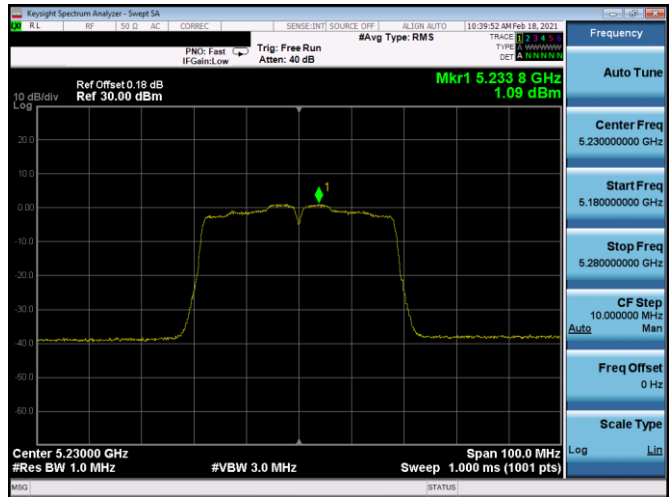 Keysight Spectrum Analyzer - Swept SA
RL RF 50 Ω AC CORREC SENSE:INT SOURCE OFF ALIGN AUTO 10:39:52 AM Feb 18, 2021
#Avg Type: RMS
TRACE 1 2 3 4 5 6
PNO: Fast Trig: Free Run TYPE A WWWWW
IFGain:Low Atten: 40 dB DET A N N N N N
Mkr1 5.233 8 GHz
1.09 dBm
Ref Offset 0.18 dB
10 dB/div Ref 30.00 dBm
Log
20.0
10.0
0.00
-10.0
-20.0
-30.0
-40.0
-50.0
-60.0
1
Center 5.23000 GHz Span 100.0 MHz
#Res BW 1.0 MHz #VBW 3.0 MHz Sweep 1.000 ms (1001 pts)
MSG STATUS
Frequency
Auto Tune
Center Freq
5.230000000 GHz
Start Freq
5.180000000 GHz
Stop Freq
5.280000000 GHz
CF Step
10.000000 MHz
Auto Man
Freq Offset
0 Hz
Scale Type
Log Lin